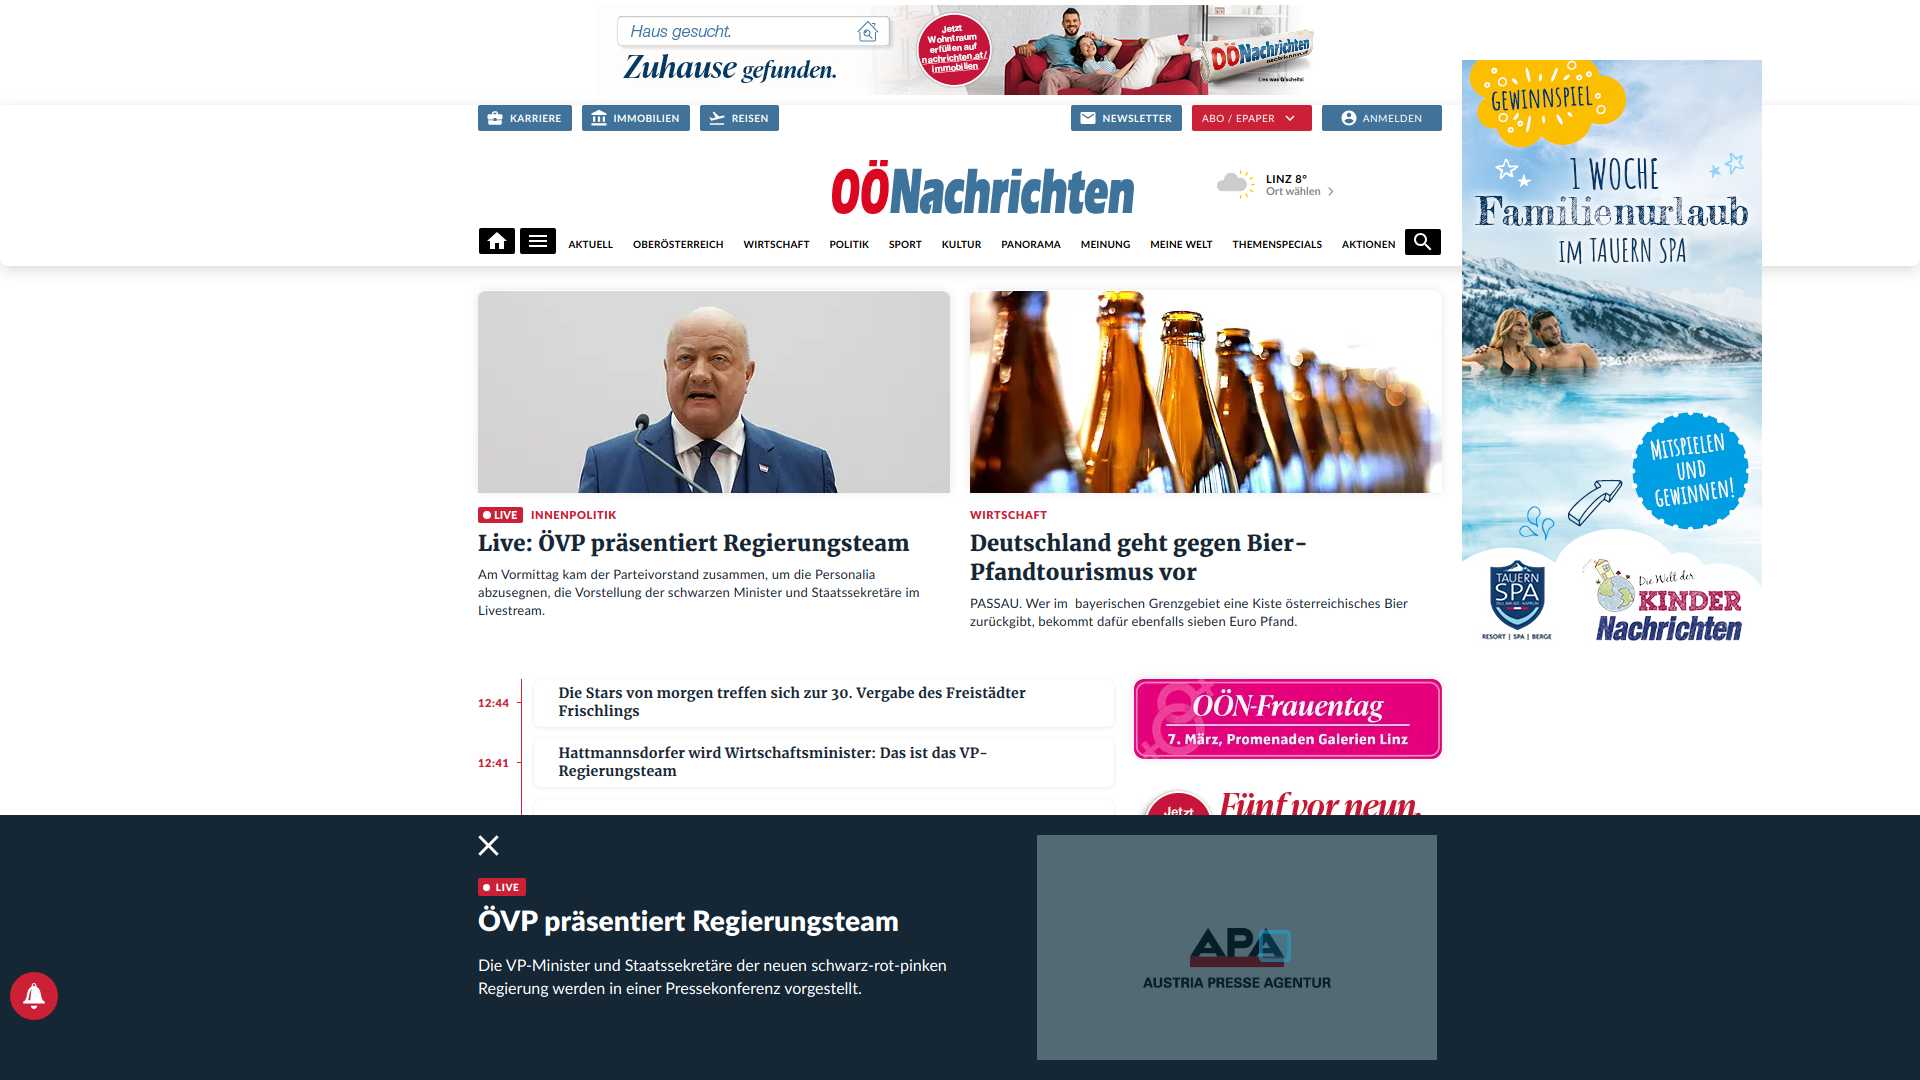 Haus gesucht.
Zuhause gefunden.
Jetzt
Wohntraum
erfüllen auf
nachrichten.at/
immobilien
OÖNachrichten
Lies was G'scheits!
KARRIERE
IMMOBILIEN
REISEN
NEWSLETTER
ABO / EPAPER
ANMELDEN
OÖNachrichten
LINZ 8°
Ort wählen
AKTUELL
OBERÖSTERREICH
WIRTSCHAFT
POLITIK
SPORT
KULTUR
PANORAMA
MEINUNG
MEINE WELT
THEMENSPECIALS
AKTIONEN
GEWINNSPIEL
1 WOCHE
Familienurlaub
IM TAUERN SPA
MITSPIELEN
UND
GEWINNEN!
TAUERN
SPA
RESORT | SPA | BERGE
Die Welt der
KINDER
Nachrichten
LIVE INNENPOLITIK
Live: ÖVP präsentiert Regierungsteam
Am Vormittag kam der Parteivorstand zusammen, um die Personalia
abzusegnen, die Vorstellung der schwarzen Minister und Staatssekretäre im
Livestream.
WIRTSCHAFT
Deutschland geht gegen Bier-
Pfandtourismus vor
PASSAU. Wer im bayerischen Grenzgebiet eine Kiste österreichisches Bier
zurückgibt, bekommt dafür ebenfalls sieben Euro Pfand.
12:44
Die Stars von morgen treffen sich zur 30. Vergabe des Freistädter
Frischlings
12:41
Hattmannsdorfer wird Wirtschaftsminister: Das ist das VP-
Regierungsteam
OÖN-Frauentag
7. März, Promenaden Galerien Linz
Jetzt
Fünf vor neun.
LIVE
ÖVP präsentiert Regierungsteam
Die VP-Minister und Staatssekretäre der neuen schwarz-rot-pinken
Regierung werden in einer Pressekonferenz vorgestellt.
APA
AUSTRIA PRESSE AGENTUR